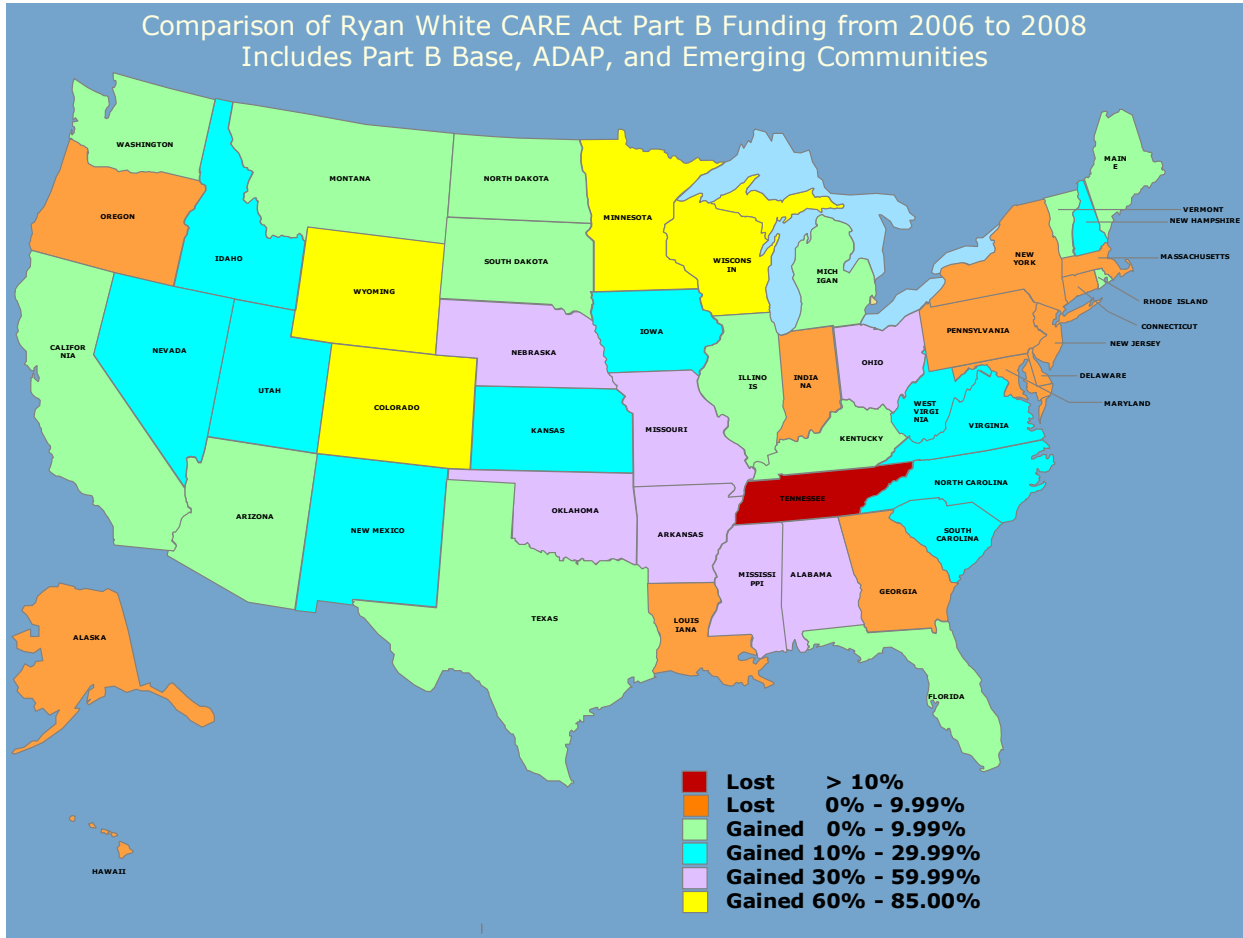 Comparison of Ryan White CARE Act Part B Funding from 2006 to 2008
Includes Part B Base, ADAP, and Emerging Communities
WASHINGTON
MAIN
E
MONTANA
NORTH DAKOTA
VERMONT
OREGON
MINNESOTA
NEW HAMPSHIRE
IDAHO
SOUTH DAKOTA
WISCONS
IN
MICH
IGAN
NEW
YORK
MASSACHUSETTS
WYOMING
RHODE ISLAND
IOWA
PENNSYLVANIA
CONNECTICUT
CALIFOR
NIA
NEVADA
NEBRASKA
NEW JERSEY
OHIO
ILLINO
IS
INDIA
NA
DELAWARE
UTAH
COLORADO
MARYLAND
WEST
VIRGI
NIA
KANSAS
MISSOURI
VIRGINIA
KENTUCKY
NORTH CAROLINA
TENNESSEE
ARIZONA
OKLAHOMA
NEW MEXICO
ARKANSAS
SOUTH
CAROLINA
MISSISSI
PPI
ALABAMA
GEORGIA
TEXAS
LOUIS
IANA
ALASKA
FLORIDA
HAWAII
Lost > 10%
Lost 0% - 9.99%
Gained 0% - 9.99%
Gained 10% - 29.99%
Gained 30% - 59.99%
Gained 60% - 85.00%